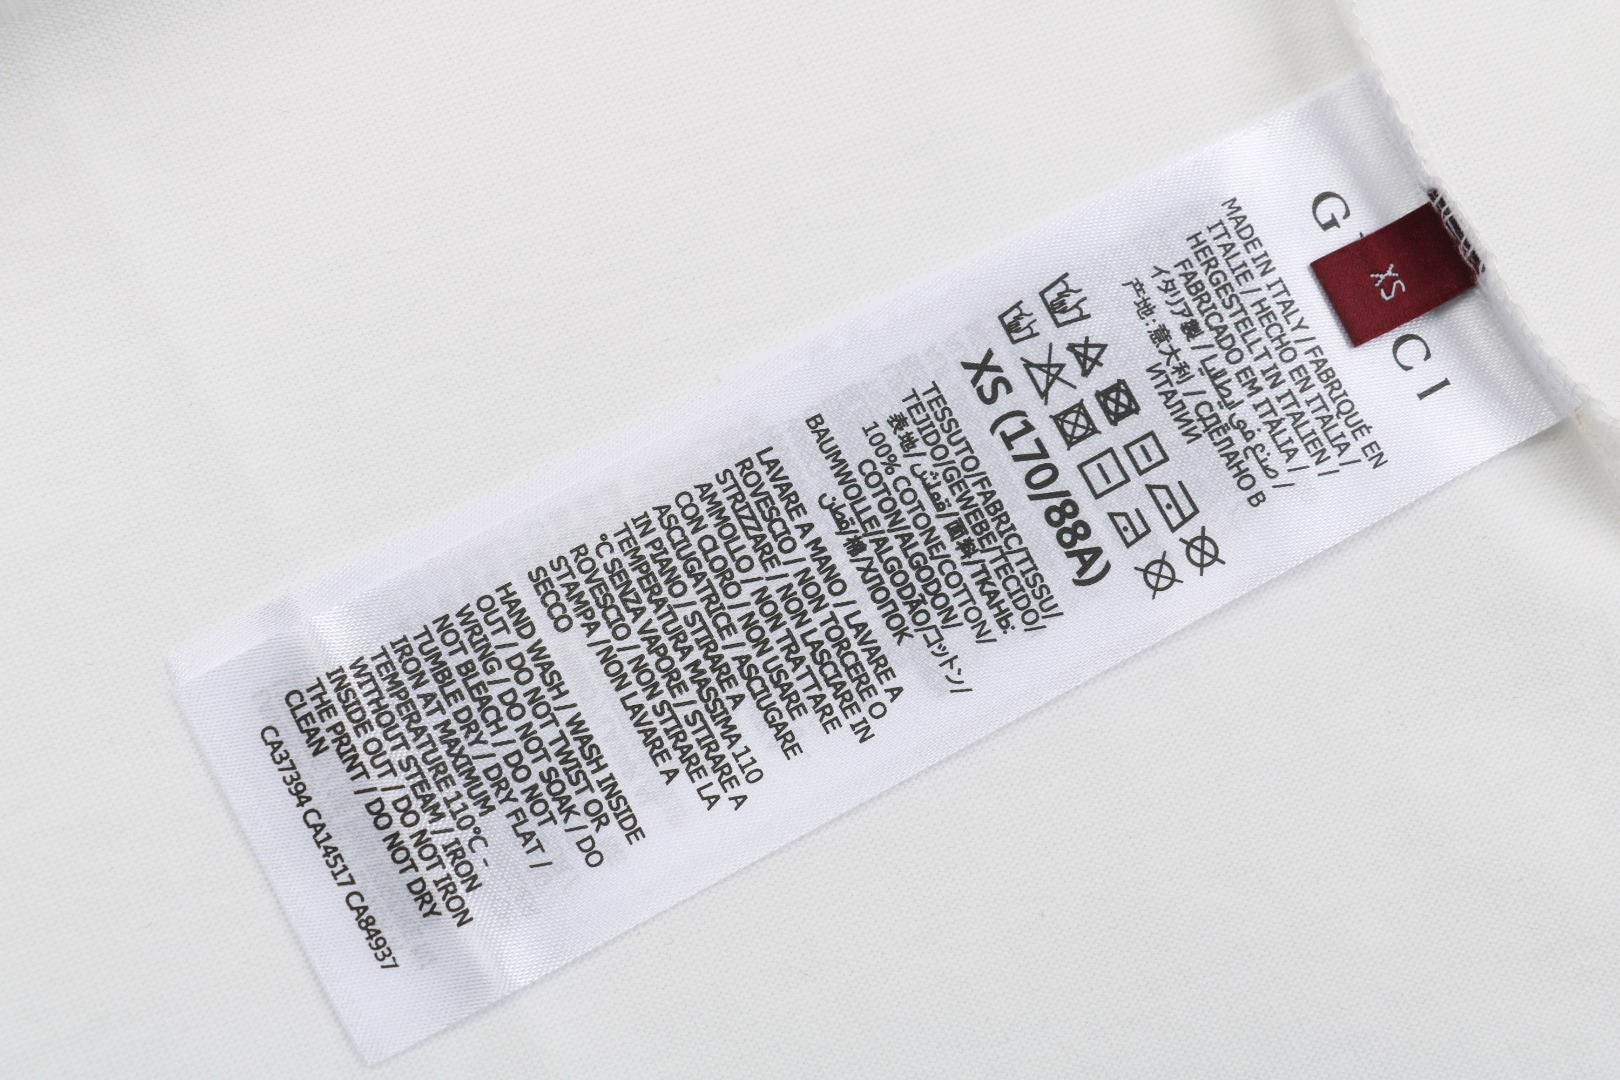 G CI
XS
MADE IN ITALY / FABRIQUÉ EN
ITALIE / HECHO EN ITALIA /
HERGESTELLT IN ITALIEN /
FABRICADO EM ITÁLIA /
イタリア製 / صنع في إيطاليا /
产地: 意大利 / СДЕЛАНО В
ИТАЛИИ
XS (170/88A)
TESSUTO/FABRIC/TISSU/
TEJIDO/GEWEBE/TECIDO/
表地/قماش/面料/ТКАНЬ:
100% COTONE/COTTON/
COTON/ALGODON/
BAUMWOLLE/ALGODÃO/コットン/
قطن/棉/ХЛОПОК
LAVARE A MANO / LAVARE A
ROVESCIO / NON TORCERE O
STRIZZARE / NON LASCIARE IN
AMMOLLO / NON TRATTARE
CON CLORO / NON USARE
ASCIUGATRICE / ASCIUGARE
IN PIANO / STIRARE A
TEMPERATURA MASSIMA 110
°C SENZA VAPORE / STIRARE A
ROVESCIO / NON STIRARE LA
STAMPA / NON LAVARE A
SECCO
HAND WASH / WASH INSIDE
OUT / DO NOT TWIST OR
WRING / DO NOT SOAK / DO
NOT BLEACH / DO NOT
TUMBLE DRY / DRY FLAT /
IRON AT MAXIMUM
TEMPERATURE 110°C -
WITHOUT STEAM / IRON
INSIDE OUT / DO NOT IRON
THE PRINT / DO NOT DRY
CLEAN
CA37394 CA14517 CA84937